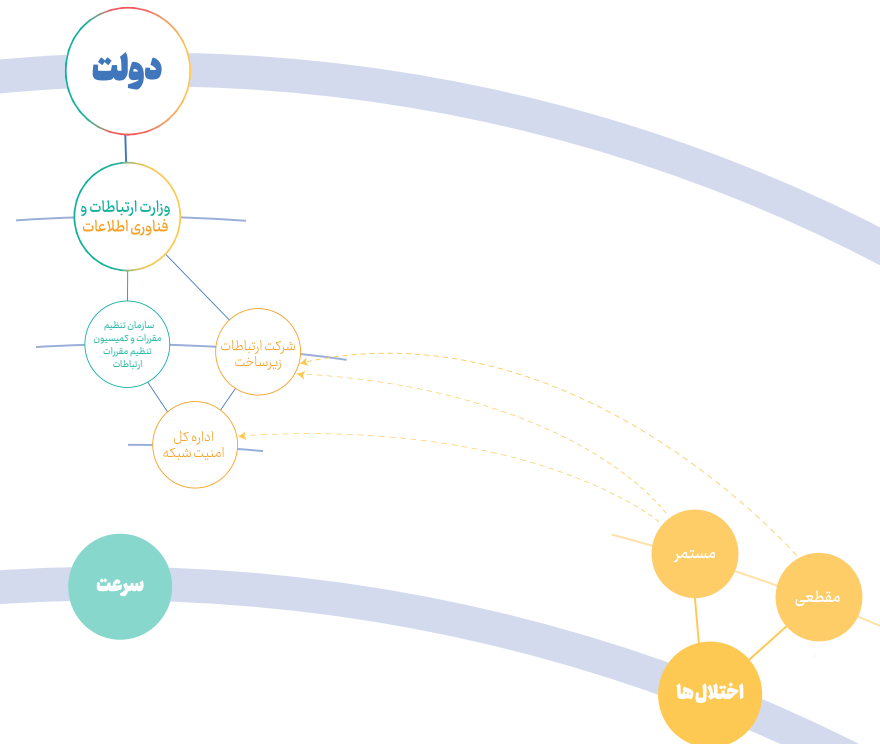 دولت
وزارت ارتباطات و
فناوری اطلاعات
سازمان تنظیم
مقررات و کمیسیون
تنظیم مقررات
ارتباطات
شرکت ارتباطات
زیرساخت
اداره کل
امنیت شبکه
مستمر
مقطعی
سرعت
اختلال‌ها